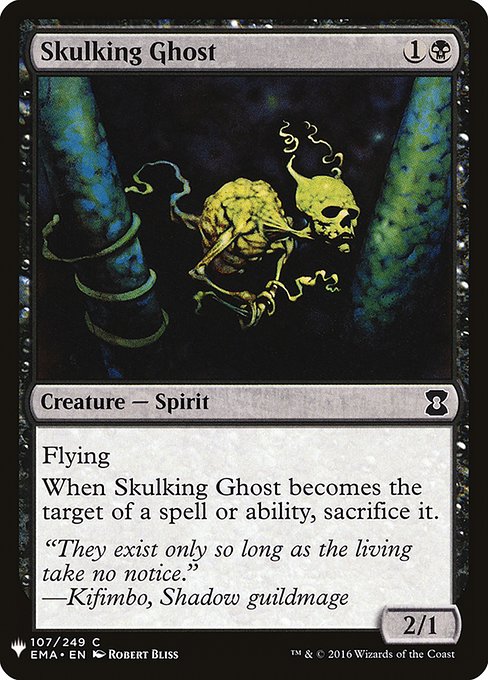 Skulking Ghost 1
Creature — Spirit
Flying
When Skulking Ghost becomes the
target of a spell or ability, sacrifice it.
“They exist only so long as the living
take no notice.”
—Kifimbo, Shadow guildmage
2/1
107/249 C
EMA • EN Robert Bliss
™ & © 2016 Wizards of the Coast